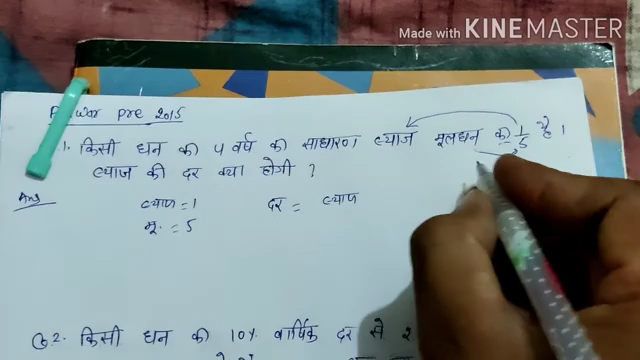 Made with KINEMASTER
Pre 2015
1. किसी धन की 4 वर्ष की साधारण ब्याज मूलधन की 1/5 है।
ब्याज की दर क्या होगी ?
Ans ब्याज = 1 दर = ब्याज
मू. = 5
Q2. किसी धन की 10% वार्षिक दर से 2